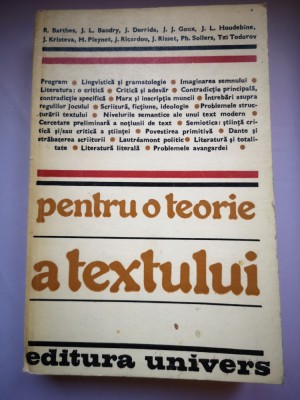 R. Barthes, J. L. Baudry, J. Derrida, J. J. Goux, J. L. Houdebine,
J. Kristeva, M. Pleynet, J. Ricardou, J. Risset, Ph. Sollers, Tz. Todorov
Program • Lingvistică și gramatologie • Imaginarea semnului •
Literatura: o critică • Critică și adevăr • Contradicție principală,
contradicție specifică • Marx și inscripția muncii • Întrebări asupra
regulilor jocului • Scriitură, ficțiune, ideologie • Problemele struc-
turării textului • Nivelurile semantice ale unui text modern •
Cercetare preliminară a noțiunii de text • Semiotica: știință cri-
tică și/sau critică a științei • Povestirea primitivă • Dante și
străbaterea scriiturii • Lautréamont politic • Literatură și totali-
tate • Literatură literală • Problemele avangardei •
pentru o teorie
a textului
editura univers